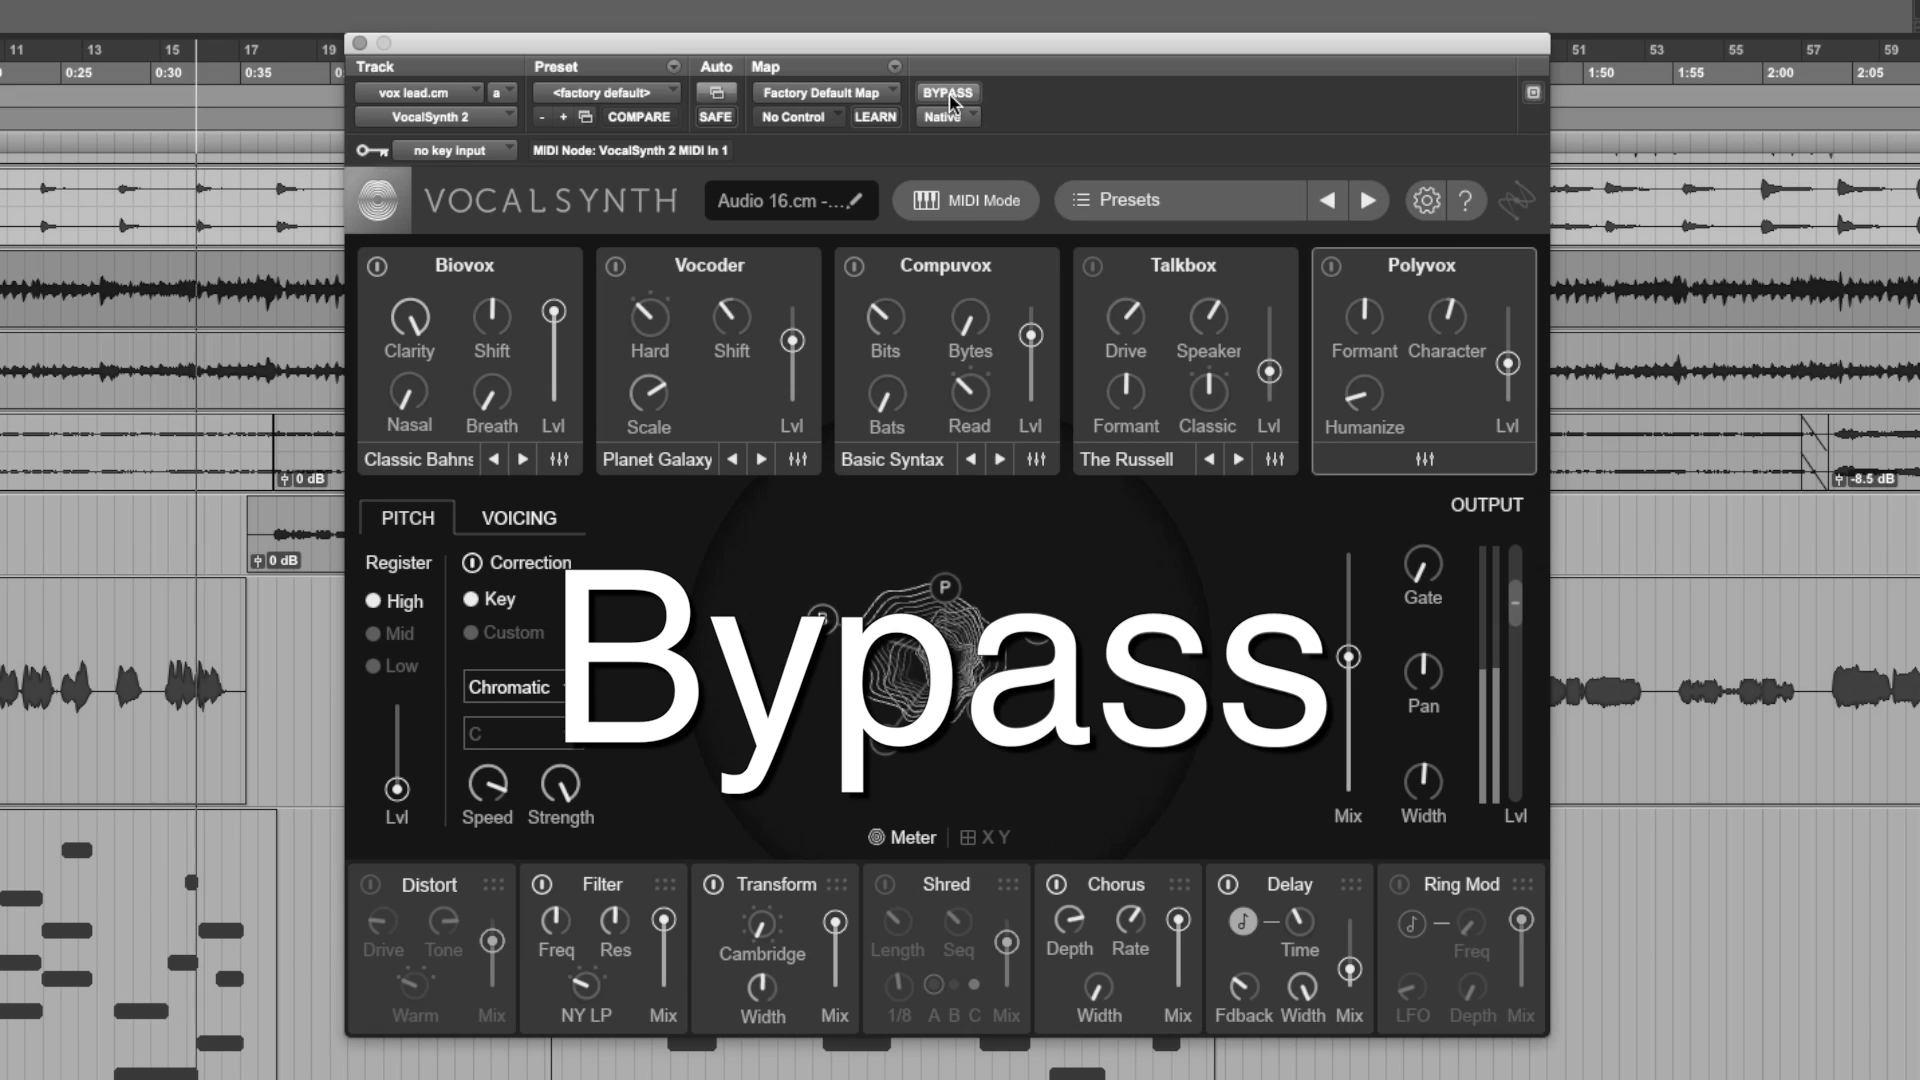 11 13 15 17 19 51 53 55 57 59
0:25 0:30 0:35 1:50 1:55 2:00 2:05
Track Preset Auto Map
vox lead.cm a <factory default> Factory Default Map BYPASS
VocalSynth 2 - + COMPARE SAFE No Control LEARN Native
no key input MIDI Node: VocalSynth 2 MIDI In 1
VOCALSYNTH Audio 16.cm -... MIDI Mode Presets ?
Biovox Vocoder Compuvox Talkbox Polyvox
Clarity Shift Hard Shift Bits Bytes Drive Speaker Formant Character
Nasal Breath Lvl Scale Lvl Bats Read Lvl Formant Classic Lvl Humanize Lvl
Classic Bahns Planet Galaxy Basic Syntax The Russell
0 dB -8.5 dB
PITCH VOICING OUTPUT
0 dB
Register Correction
High Key P Gate
Mid Custom
Low
Bypass
Chromatic Pan
C
Lvl Speed Strength Mix Width Lvl
Meter X Y
Distort Filter Transform Shred Chorus Delay Ring Mod
Drive Tone Freq Res Cambridge Length Seq Depth Rate Time Freq
Warm Mix NY LP Mix Width Mix 1/8 A B C Mix Width Mix Fdback Width Mix LFO Depth Mix